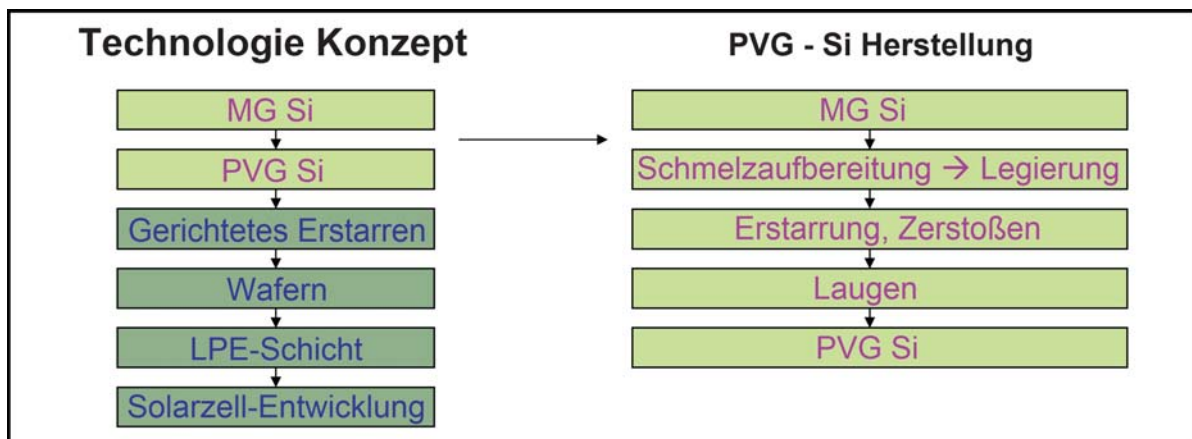 Technologie Konzept
MG Si
PVG Si
Gerichtetes Erstarren
Wafern
LPE-Schicht
Solarzell-Entwicklung
PVG - Si Herstellung
MG Si
Schmelzaufbereitung → Legierung
Erstarrung, Zerstoßen
Laugen
PVG Si